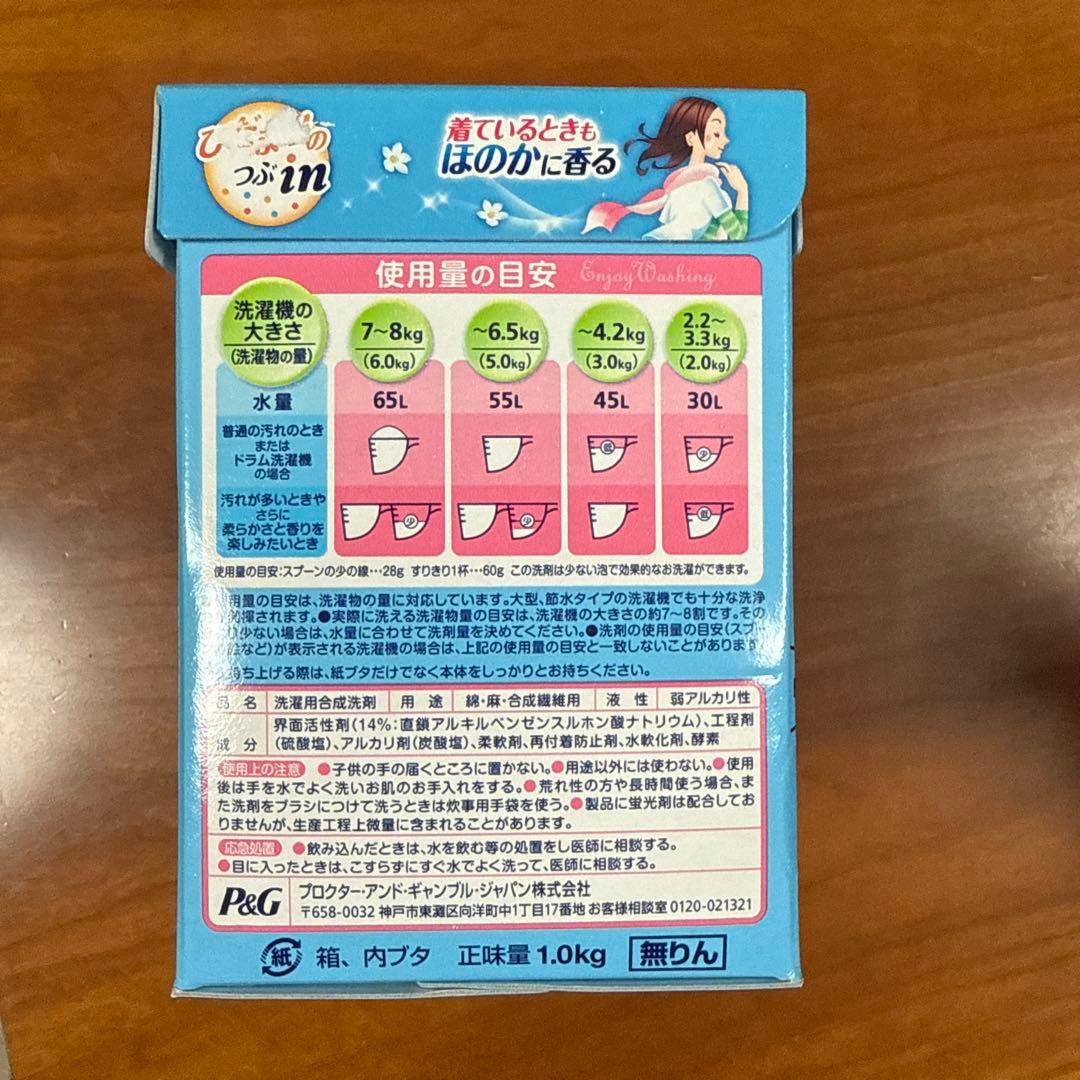 の
つぶin
着ているときも
ほのかに香る
使用量の目安 Enjoy Washing
洗濯機の
大きさ
(洗濯物の量)
7〜8kg
(6.0kg)
〜6.5kg
(5.0kg)
〜4.2kg
(3.0kg)
2.2〜
3.3kg
(2.0kg)
水量 65L 55L 45L 30L
普通の汚れのとき
または
ドラム洗濯機
の場合
低
少
汚れが多いときや
さらに
柔らかさと香りを
楽しみたいとき
少
少
低
使用量の目安:スプーンの少の線…28g すりきり1杯…60g この洗剤は少ない泡で効果的なお洗濯ができます。
用量の目安は、洗濯物の量に対応しています。大型、節水タイプの洗濯機でも十分な洗浄
揮されます。●実際に洗える洗濯物量の目安は、洗濯機の大きさの約7〜8割です。その
り少ない場合は、水量に合わせて洗剤量を決めてください。●洗剤の使用量の目安(スプ
など)が表示される洗濯機の場合は、上記の使用量の目安と一致しないことがあります
持ち上げる際は、紙ブタだけでなく本体をしっかりとお持ちください。
品名 洗濯用合成洗剤 用途 綿・麻・合成繊維用 液性 弱アルカリ性
成分 界面活性剤(14%:直鎖アルキルベンゼンスルホン酸ナトリウム)、工程剤
(硫酸塩)、アルカリ剤(炭酸塩)、柔軟剤、再付着防止剤、水軟化剤、酵素
使用上の注意 ●子供の手の届くところに置かない。●用途以外には使わない。●使用
後は手を水でよく洗いお肌のお手入れをする。●荒れ性の方や長時間使う場合、ま
た洗剤をブラシにつけて洗うときは炊事用手袋を使う。●製品に蛍光剤は配合してお
りませんが、生産工程上微量に含まれることがあります。
応急処置 ●飲み込んだときは、水を飲む等の処置をし医師に相談する。
●目に入ったときは、こすらずにすぐ水でよく洗って、医師に相談する。
P&G プロクター・アンド・ギャンブル・ジャパン株式会社
〒658-0032 神戸市東灘区向洋町中1丁目17番地 お客様相談室 0120-021321
紙 箱、内ブタ 正味量1.0kg 無りん